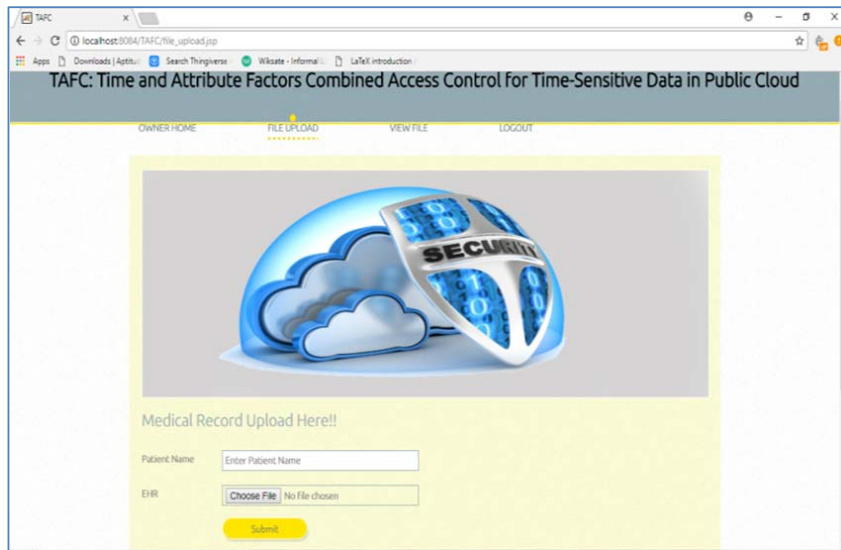 TAFC
localhost:8084/TAFC/file_upload.jsp
Apps Downloads | Aptitu Search Thingiverse Wiksate - Informal LaTeX introduction
TAFC: Time and Attribute Factors Combined Access Control for Time-Sensitive Data in Public Cloud
OWNER HOME FILE UPLOAD VIEW FILE LOGOUT
SECURITY
Medical Record Upload Here!!
Patient Name Enter Patient Name
EHR Choose File No file chosen
Submit